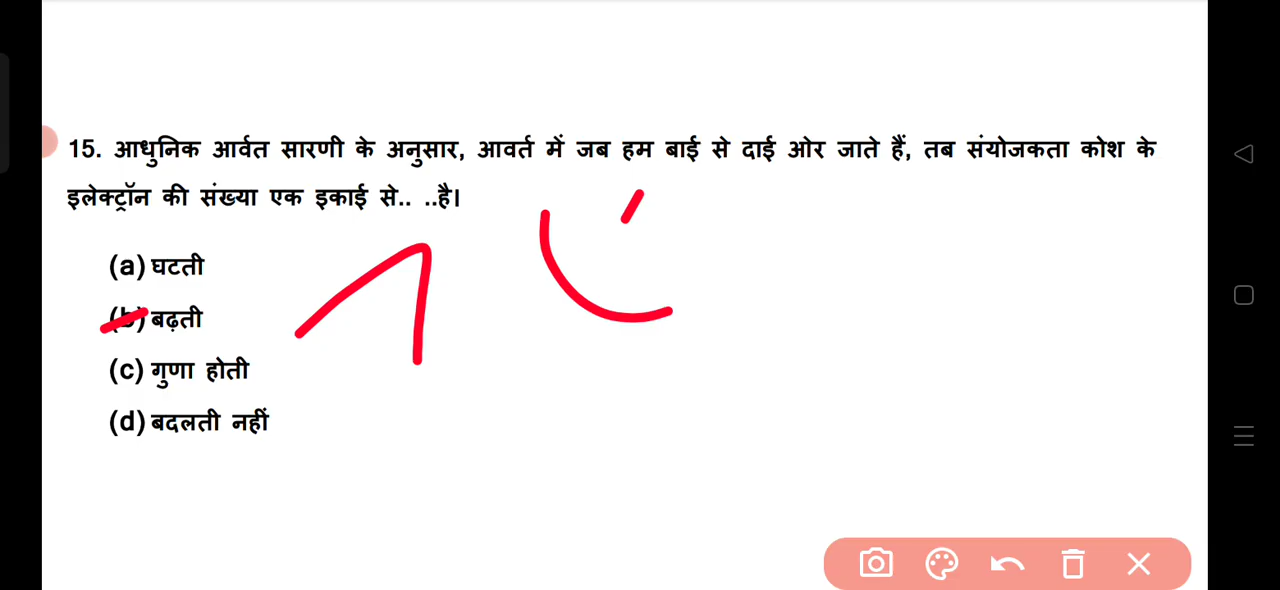 15. आधुनिक आर्वत सारणी के अनुसार, आवर्त में जब हम बाई से दाई ओर जाते हैं, तब संयोजकता कोश के
इलेक्ट्रॉन की संख्या एक इकाई से.. ..है।
(a) घटती
(b) बढ़ती
(c) गुणा होती
(d) बदलती नहीं